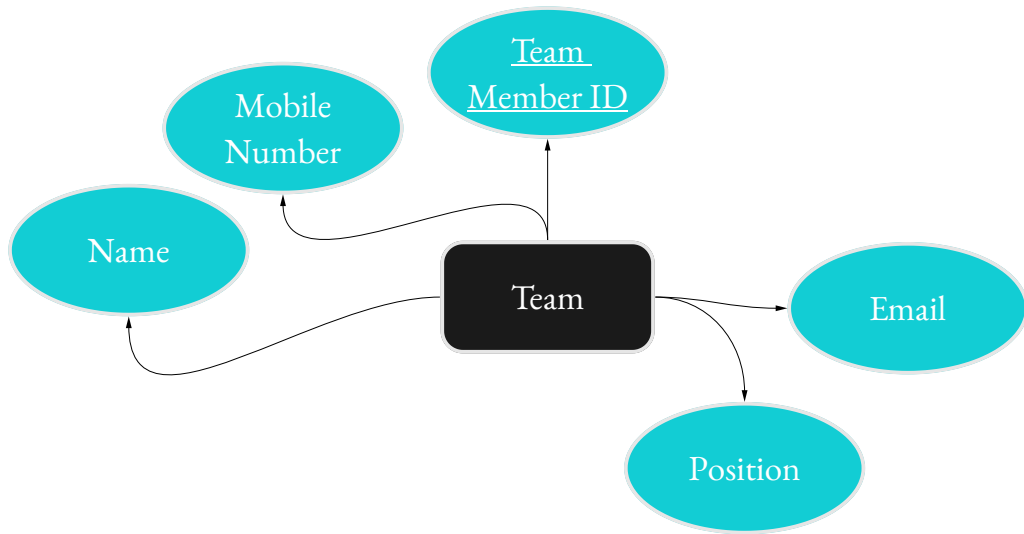 Team
Member ID
Mobile
Number
Name
Team
Email
Position